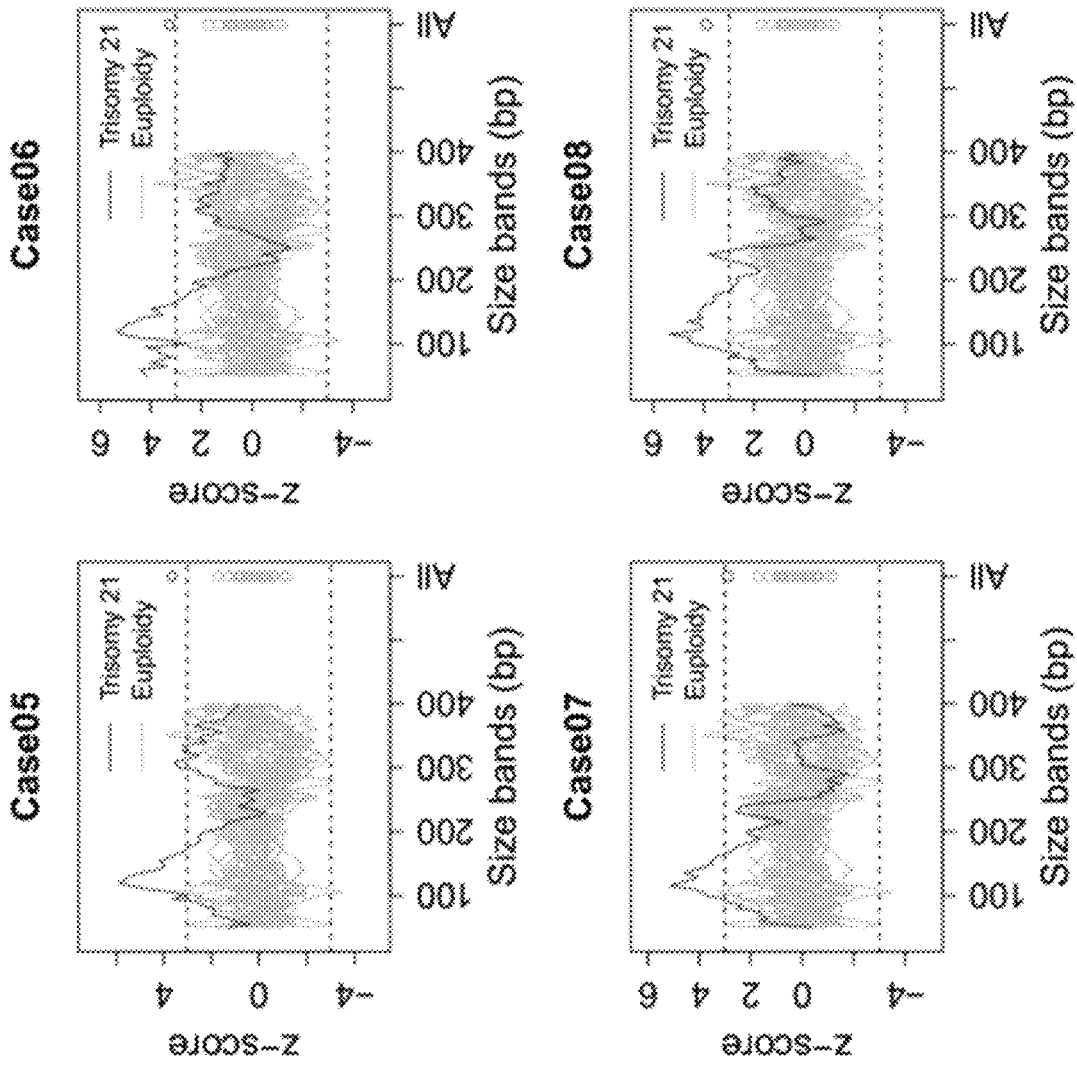 Case05
Trisomy 21
Euploidy
z-score
4
0
-4
100
200
300
400
All
Size bands (bp)
Case06
Trisomy 21
Euploidy
z-score
6
4
2
0
-4
100
200
300
400
All
Size bands (bp)
Case07
Trisomy 21
Euploidy
z-score
6
4
2
0
-4
100
200
300
400
All
Size bands (bp)
Case08
Trisomy 21
Euploidy
z-score
6
4
2
0
-4
100
200
300
400
All
Size bands (bp)